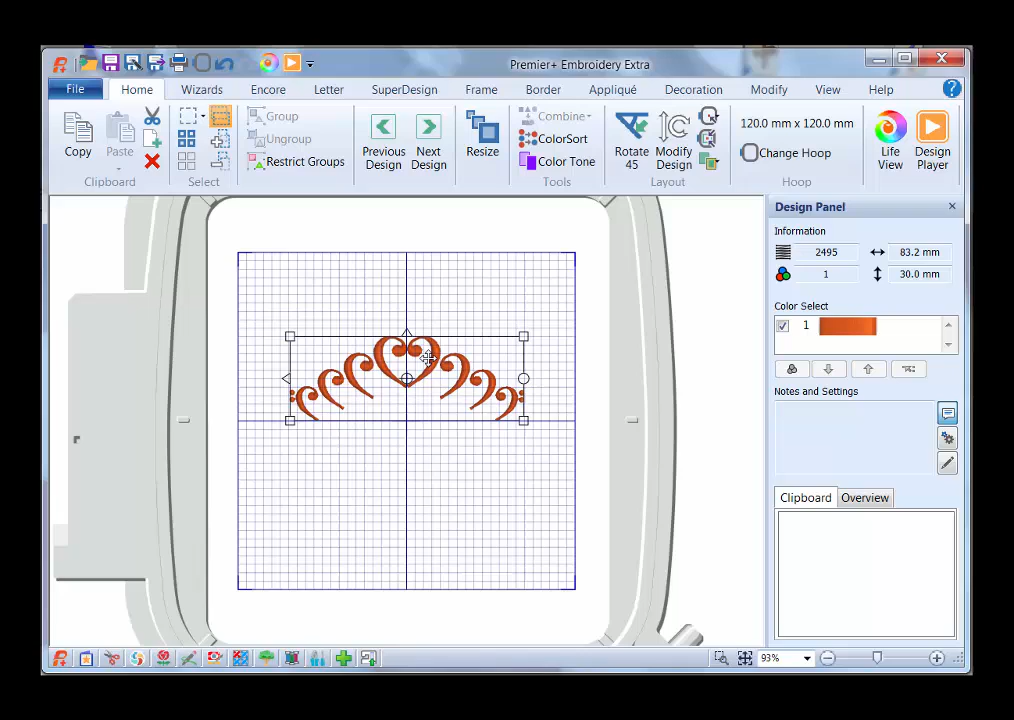 Premier+ Embroidery Extra
File Home Wizards Encore Letter SuperDesign Frame Border Appliqué Decoration Modify View Help
Copy Paste Clipboard
Select
Group
Ungroup
Restrict Groups
Previous Design
Next Design
Resize
Combine
ColorSort
Color Tone
Tools
Rotate 45
Modify Design
Layout
120.0 mm x 120.0 mm
Change Hoop
Hoop
Life View
Design Player
Design Panel
Information
2495 83.2 mm
1 30.0 mm
Color Select
1
Notes and Settings
Clipboard Overview
93%